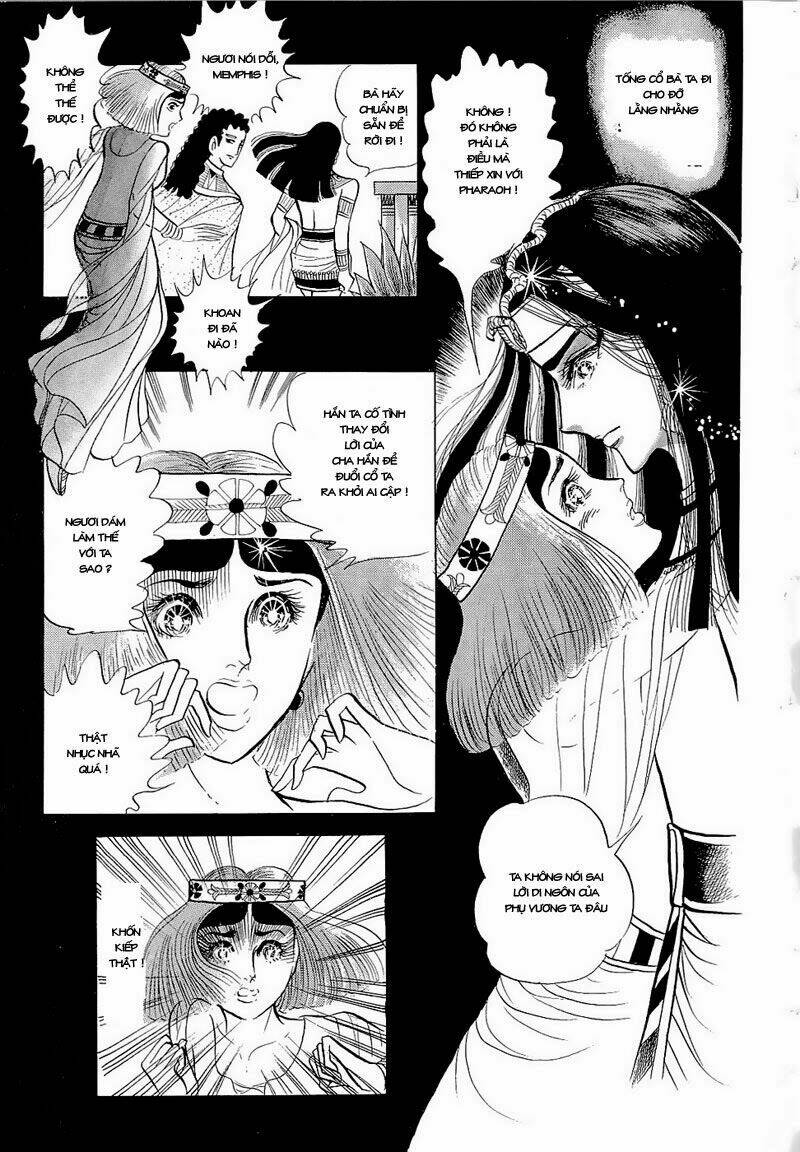 TỐNG CỔ BÀ TA ĐI
CHO ĐỠ
LẰNG NHẰNG
KHÔNG !
ĐÓ KHÔNG
PHẢI LÀ
ĐIỀU MÀ
THIẾP XIN VỚI
PHARAOH !
TA KHÔNG NÓI SAI
LỜI DI NGÔN CỦA
PHỤ VƯƠNG TA ĐÂU
BÀ HÃY
CHUẨN BỊ
SẴN ĐỂ
RỜI ĐI !
NGƯƠI NÓI DỐI,
MEMPHIS !
KHÔNG
THỂ
THẾ
ĐƯỢC !
KHOAN
ĐI ĐÃ
NÀO !
HẮN TA CỐ TÌNH
THAY ĐỔI
LỜI CỦA
CHA HẮN ĐỂ
ĐUỔI CỔ TA
RA KHỎI AI CẬP !
NGƯƠI DÁM
LÀM THẾ
VỚI TA
SAO ?
THẬT
NHỤC NHÃ
QUÁ !
KHỐN
KIẾP
THẬT !